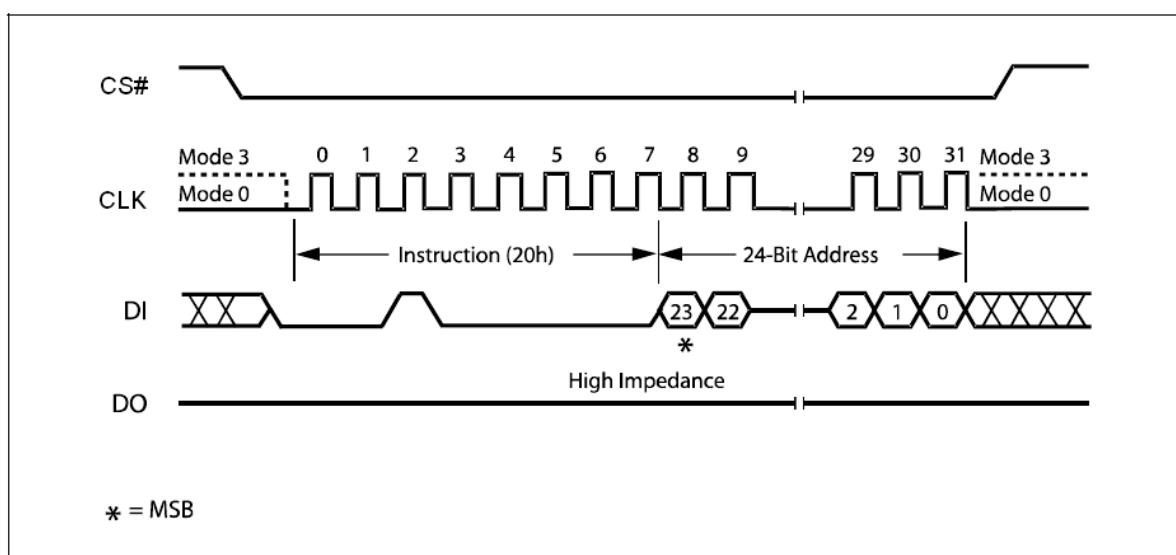 CS#
Mode 3 0 1 2 3 4 5 6 7 8 9 29 30 31 Mode 3
CLK Mode 0 Mode 0
Instruction (20h) 24-Bit Address
DI 23 22 2 1 0
*
High Impedance
DO
* = MSB